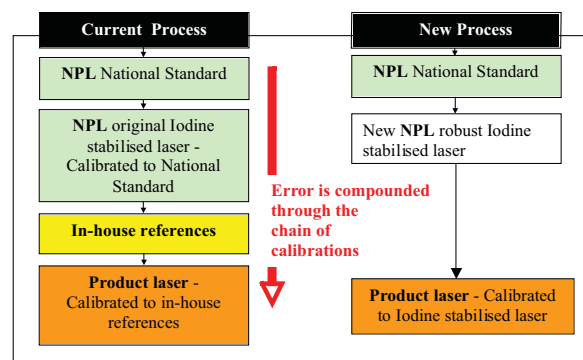 Current Process
NPL National Standard
NPL original Iodine
stabilised laser -
Calibrated to National
Standard
In-house references
Product laser -
Calibrated to in-house
references
Error is compounded
through the
chain of
calibrations
New Process
NPL National Standard
New NPL robust Iodine
stabilised laser
Product laser - Calibrated
to Iodine stabilised laser